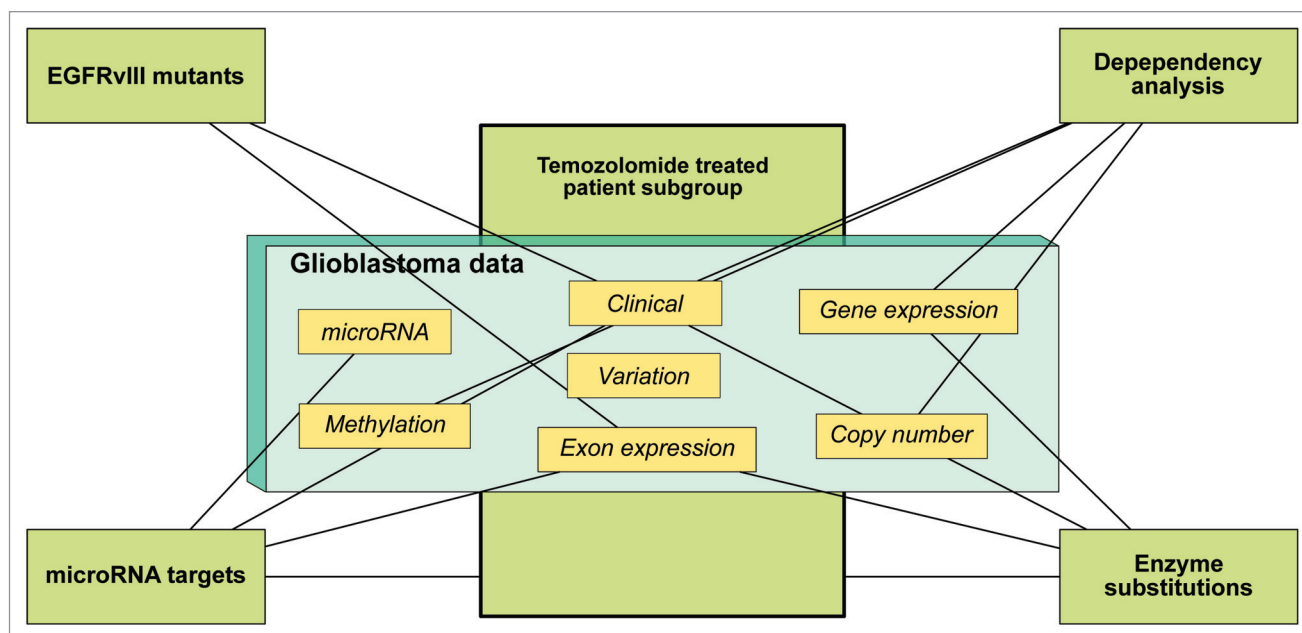 EGFRvIII mutants
Depependency
analysis
Temozolomide treated
patient subgroup
Glioblastoma data
Clinical
Gene expression
microRNA
Variation
Methylation
Copy number
Exon expression
microRNA targets
Enzyme
substitutions